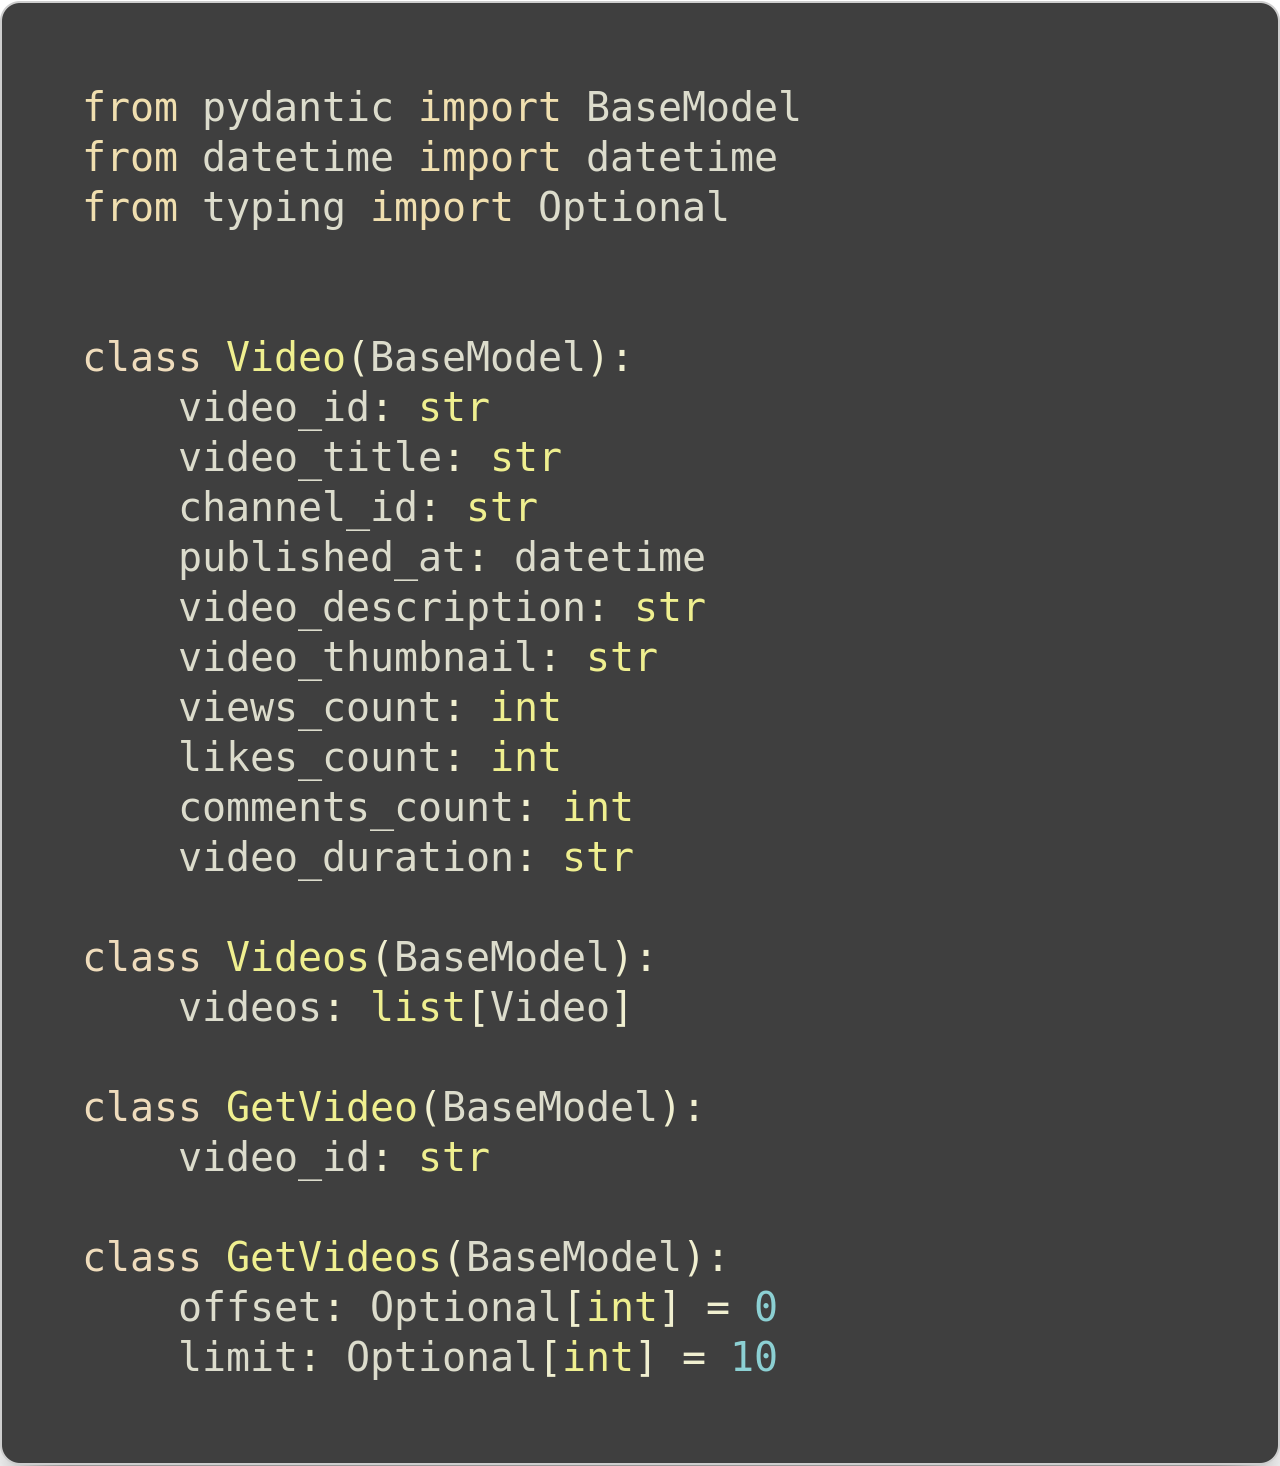 from pydantic import BaseModel
from datetime import datetime
from typing import Optional


class Video(BaseModel):
    video_id: str
    video_title: str
    channel_id: str
    published_at: datetime
    video_description: str
    video_thumbnail: str
    views_count: int
    likes_count: int
    comments_count: int
    video_duration: str

class Videos(BaseModel):
    videos: list[Video]

class GetVideo(BaseModel):
    video_id: str

class GetVideos(BaseModel):
    offset: Optional[int] = 0
    limit: Optional[int] = 10